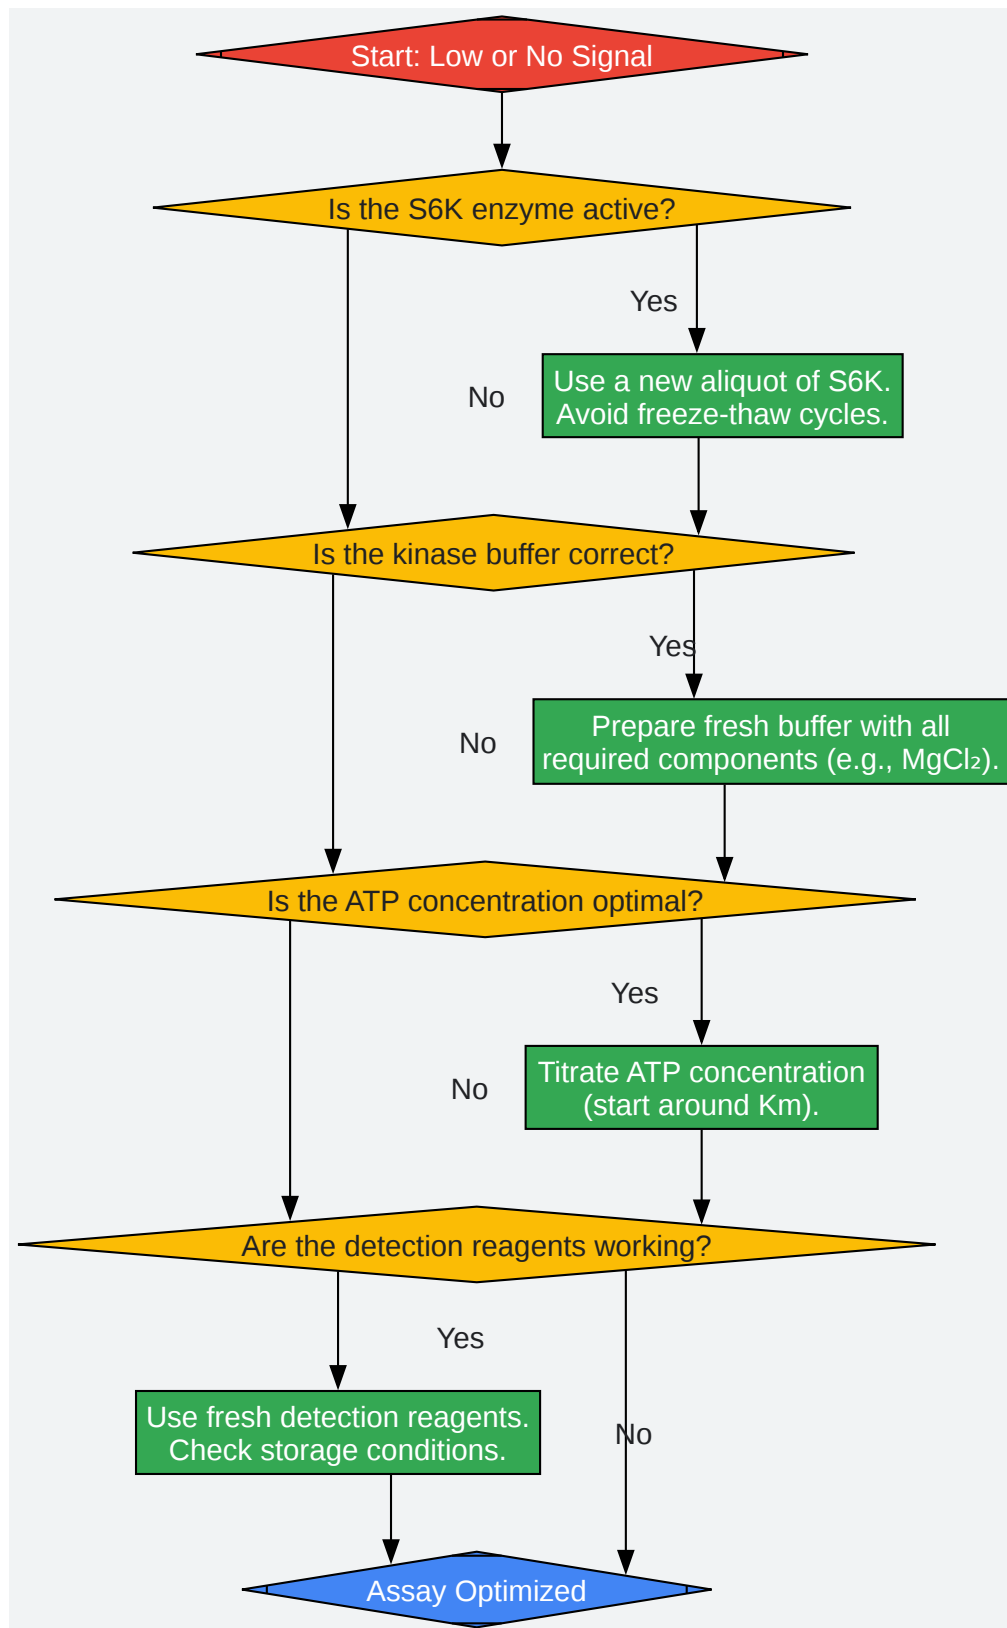 Start: Low or No Signal
Is the S6K enzyme active?
Yes
Use a new aliquot of S6K.
Avoid freeze-thaw cycles.
No
Is the kinase buffer correct?
Yes
Prepare fresh buffer with all
required components (e.g., MgCl₂).
No
Is the ATP concentration optimal?
Yes
Titrate ATP concentration
(start around Km).
No
Are the detection reagents working?
Yes
Use fresh detection reagents.
Check storage conditions.
No
Assay Optimized